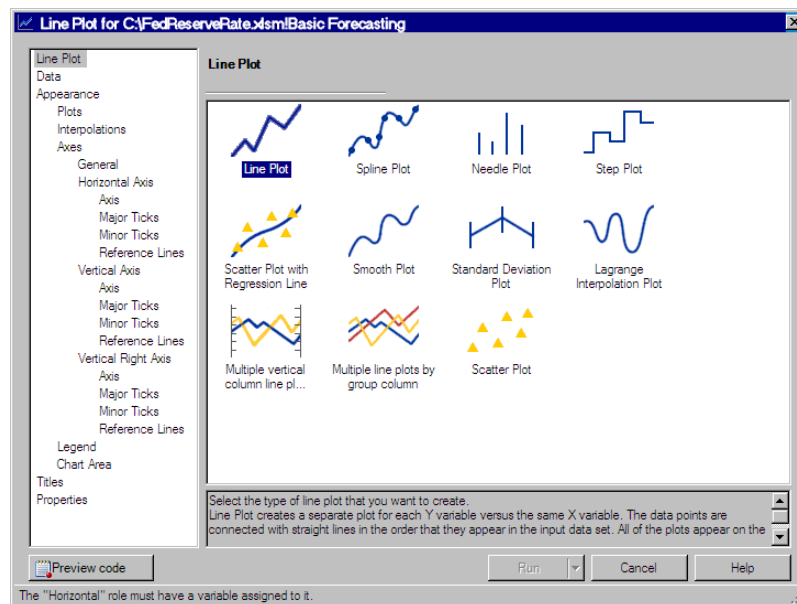 Line Plot for C:\FedReserveRate.xlsm!Basic Forecasting
Line Plot
Data
Appearance
Plots
Interpolations
Axes
General
Horizontal Axis
Axis
Major Ticks
Minor Ticks
Reference Lines
Vertical Axis
Axis
Major Ticks
Minor Ticks
Reference Lines
Vertical Right Axis
Axis
Major Ticks
Minor Ticks
Reference Lines
Legend
Chart Area
Titles
Properties
Line Plot
Line Plot
Spline Plot
Needle Plot
Step Plot
Scatter Plot with
Regression Line
Smooth Plot
Standard Deviation
Plot
Lagrange
Interpolation Plot
Multiple vertical
column line pl...
Multiple line plots by
group column
Scatter Plot
Select the type of line plot that you want to create.
Line Plot creates a separate plot for each Y variable versus the same X variable. The data points are
connected with straight lines in the order that they appear in the input data set. All of the plots appear on the
Preview code
Run
Cancel
Help
The "Horizontal" role must have a variable assigned to it.